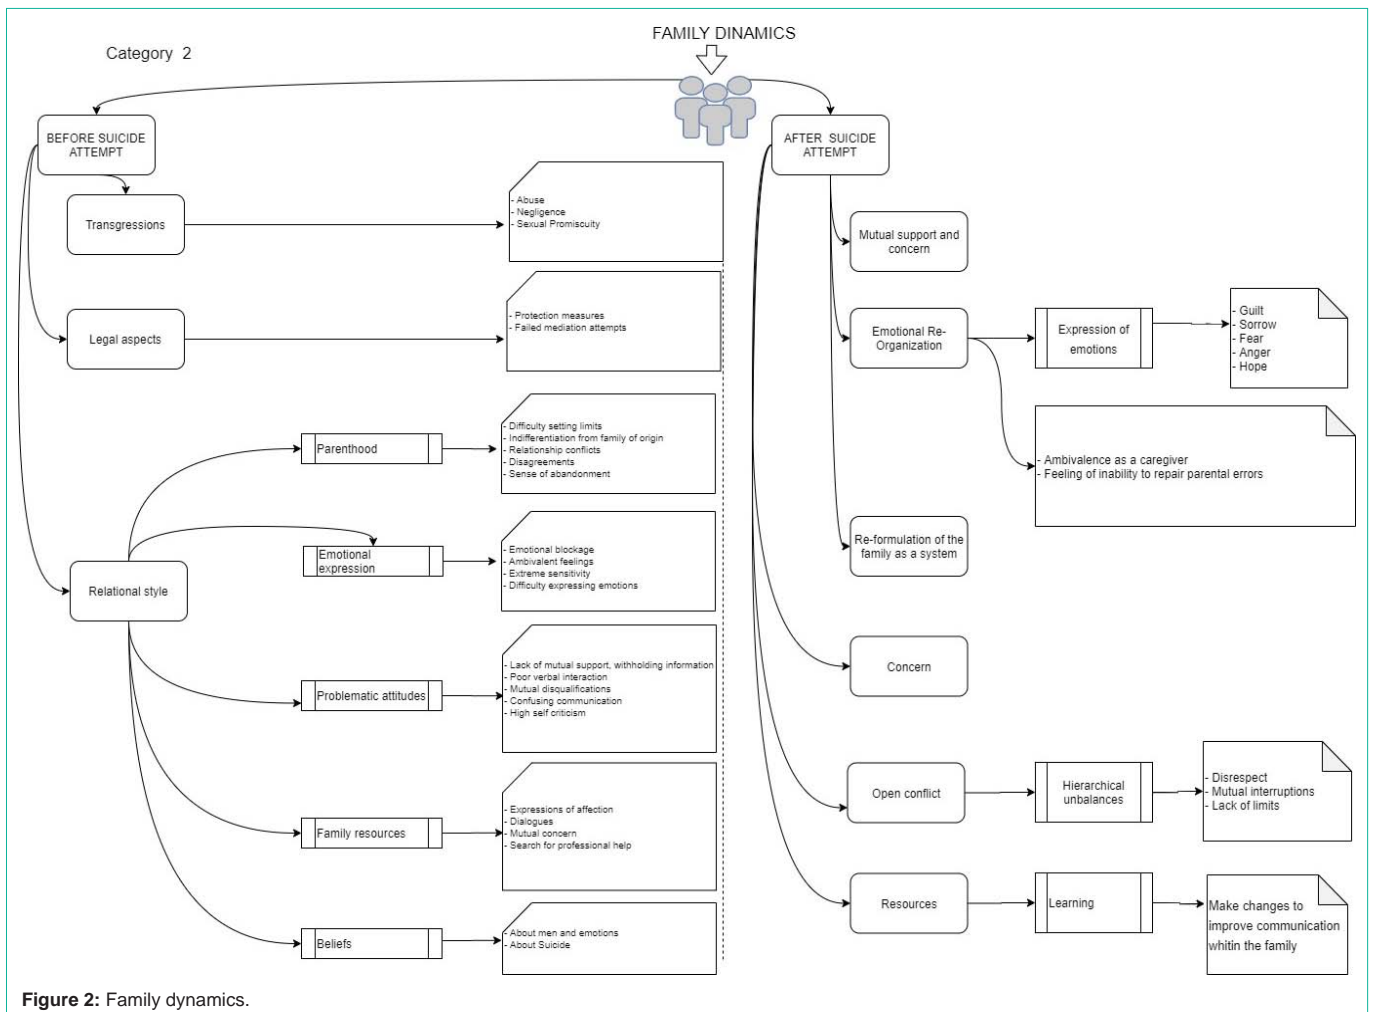 FAMILY DINAMICS
Category 2
BEFORE SUICIDE
ATTEMPT
Transgressions
- Abuse
- Negligence
- Sexual Promiscuity
Legal aspects
- Protection measures
- Failed mediation attempts
Relational style
Parenthood
- Difficulty setting limits
- Indifferentiation from family of origin
- Relationship conflicts
- Disagreements
- Sense of abandonment
Emotional
expression
- Emotional blockage
- Ambivalent feelings
- Extreme sensitivity
- Difficulty expressing emotions
Problematic attitudes
- Lack of mutual support, withholding information
- Poor verbal interaction
- Mutual disqualifications
- Confusing communication
- High self criticism
Family resources
- Expressions of affection
- Dialogues
- Mutual concern
- Search for professional help
Beliefs
- About men and emotions
- About Suicide
AFTER SUICIDE
ATTEMPT
Mutual support and
concern
Emotional Re-
Organization
Expression of
emotions
- Guilt
- Sorrow
- Fear
- Anger
- Hope
- Ambivalence as a caregiver
- Feeling of inability to repair parental errors
Re-formulation of the
family as a system
Concern
Open conflict
Hierarchical
unbalances
- Disrespect
- Mutual interruptions
- Lack of limits
Resources
Learning
Make changes to
improve communication
whitin the family
Figure 2: Family dynamics.